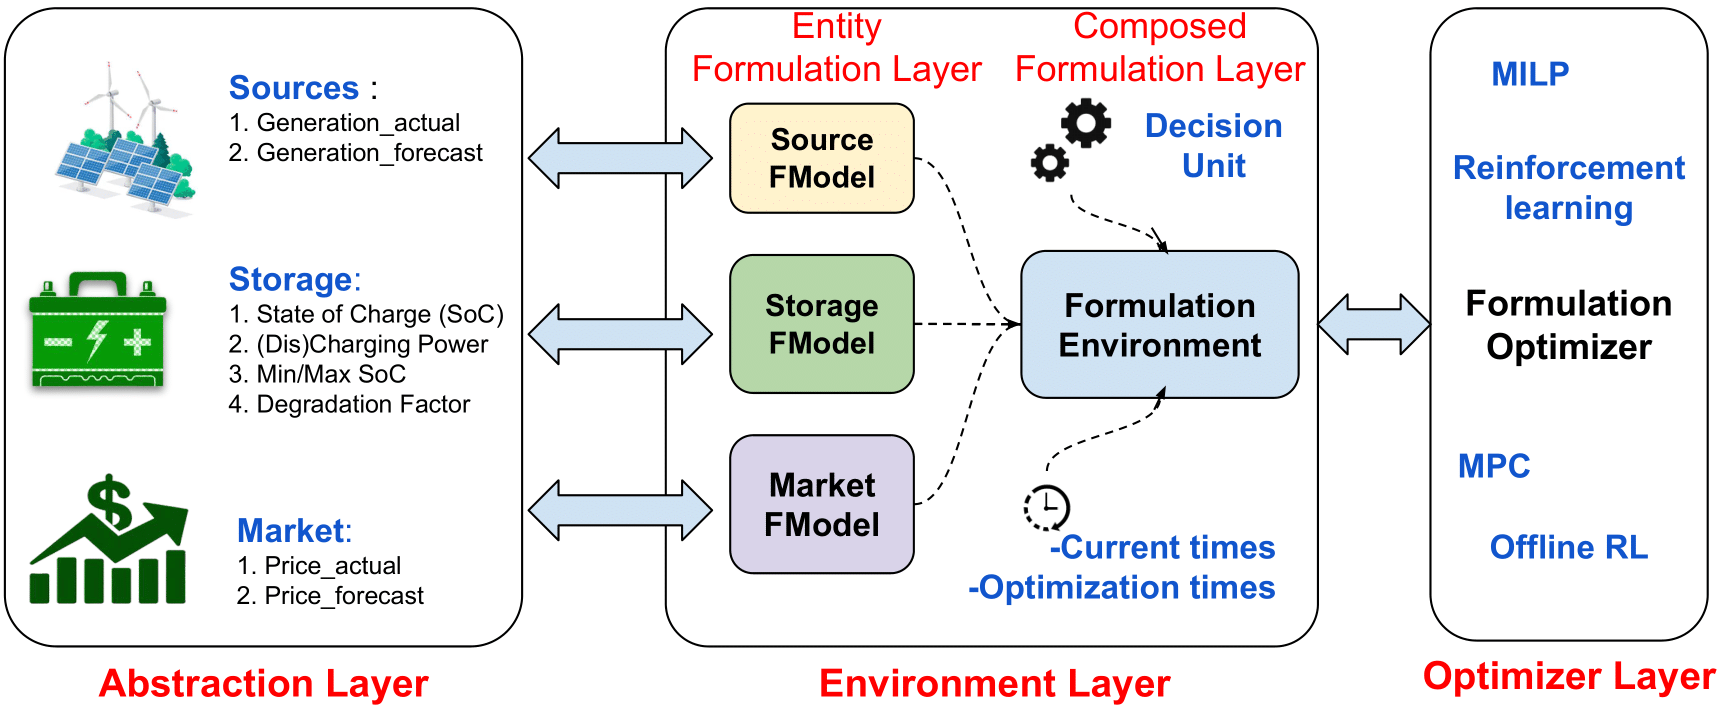 Sources :
1. Generation_actual
2. Generation_forecast
Storage:
1. State of Charge (SoC)
2. (Dis)Charging Power
3. Min/Max SoC
4. Degradation Factor
$
Market:
1. Price_actual
2. Price_forecast
Abstraction Layer
Entity
Formulation Layer
Source
FModel
Storage
FModel
Market
FModel
Composed
Formulation Layer
Decision
Unit
Formulation
Environment
-Current times
-Optimization times
Environment Layer
MILP
Reinforcement
learning
Formulation
Optimizer
MPC
Offline RL
Optimizer Layer